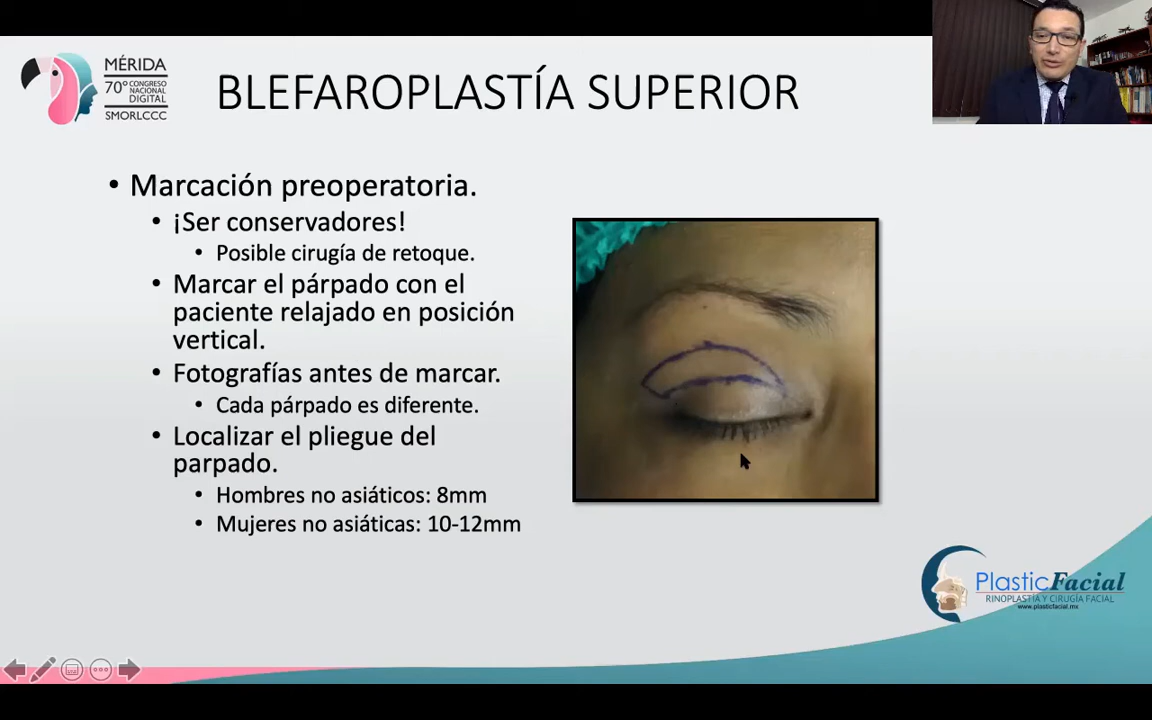 MÉRIDA
70º CONGRESO
NACIONAL
DIGITAL
SMORLCCC
BLEFAROPLASTÍA SUPERIOR
• Marcación preoperatoria.
• ¡Ser conservadores!
• Posible cirugía de retoque.
• Marcar el párpado con el
paciente relajado en posición
vertical.
• Fotografías antes de marcar.
• Cada párpado es diferente.
• Localizar el pliegue del
parpado.
• Hombres no asiáticos: 8mm
• Mujeres no asiáticas: 10-12mm
PlasticFacial
RINOPLASTÍA Y CIRUGÍA FACIAL
www.plasticfacial.mx